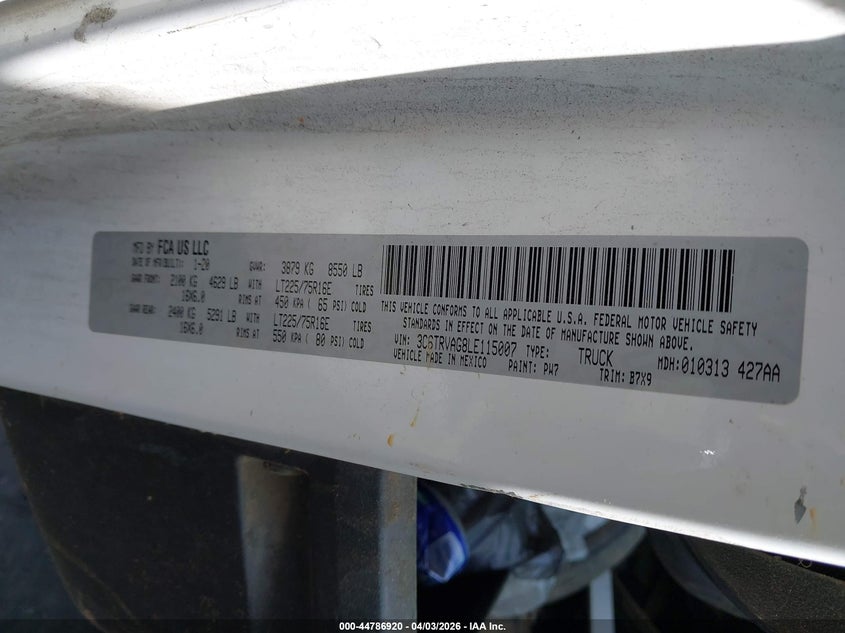 MFD BY FCA US LLC
DATE OF MFR(BUILT): 1-20 GVWR: 3879 KG 8550 LB
GAWR FRONT: 2100 KG 4629 LB WITH LT225/75R16E TIRES
16X6.0 RIMS AT 450 KPA ( 65 PSI) COLD
GAWR REAR: 2400 KG 5291 LB WITH LT225/75R16E TIRES
16X6.0 RIMS AT 550 KPA ( 80 PSI) COLD
THIS VEHICLE CONFORMS TO ALL APPLICABLE U.S.A. FEDERAL MOTOR VEHICLE SAFETY
STANDARDS IN EFFECT ON THE DATE OF MANUFACTURE SHOWN ABOVE.
VIN: 3C6TRVAG8LE115007 TYPE: TRUCK MDH:010313 427AA
VEHICLE MADE IN MEXICO PAINT: PW7 TRIM: B7X9
000-44786920 - 04/03/2026 - IAA Inc.